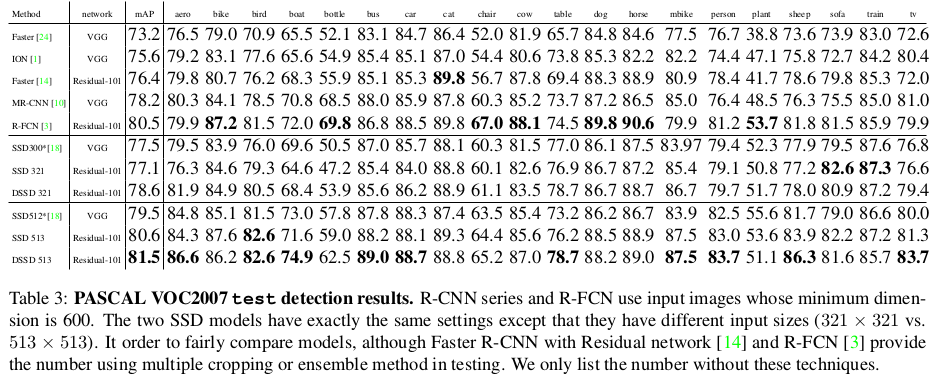 Method network mAP aero bike bird boat bottle bus car cat chair cow table dog horse mbike person plant sheep sofa train tv
Faster [24] VGG 73.2 76.5 79.0 70.9 65.5 52.1 83.1 84.7 86.4 52.0 81.9 65.7 84.8 84.6 77.5 76.7 38.8 73.6 73.9 83.0 72.6
ION [1] VGG 75.6 79.2 83.1 77.6 65.6 54.9 85.4 85.1 87.0 54.4 80.6 73.8 85.3 82.2 82.2 74.4 47.1 75.8 72.7 84.2 80.4
Faster [14] Residual-101 76.4 79.8 80.7 76.2 68.3 55.9 85.1 85.3 89.8 56.7 87.8 69.4 88.3 88.9 80.9 78.4 41.7 78.6 79.8 85.3 72.0
MR-CNN [10] VGG 78.2 80.3 84.1 78.5 70.8 68.5 88.0 85.9 87.8 60.3 85.2 73.7 87.2 86.5 85.0 76.4 48.5 76.3 75.5 85.0 81.0
R-FCN [3] Residual-101 80.5 79.9 87.2 81.5 72.0 69.8 86.8 88.5 89.8 67.0 88.1 74.5 89.8 90.6 79.9 81.2 53.7 81.8 81.5 85.9 79.9
SSD300*[18] VGG 77.5 79.5 83.9 76.0 69.6 50.5 87.0 85.7 88.1 60.3 81.5 77.0 86.1 87.5 83.97 79.4 52.3 77.9 79.5 87.6 76.8
SSD 321 Residual-101 77.1 76.3 84.6 79.3 64.6 47.2 85.4 84.0 88.8 60.1 82.6 76.9 86.7 87.2 85.4 79.1 50.8 77.2 82.6 87.3 76.6
DSSD 321 Residual-101 78.6 81.9 84.9 80.5 68.4 53.9 85.6 86.2 88.9 61.1 83.5 78.7 86.7 88.7 86.7 79.7 51.7 78.0 80.9 87.2 79.4
SSD512*[18] VGG 79.5 84.8 85.1 81.5 73.0 57.8 87.8 88.3 87.4 63.5 85.4 73.2 86.2 86.7 83.9 82.5 55.6 81.7 79.0 86.6 80.0
SSD 513 Residual-101 80.6 84.3 87.6 82.6 71.6 59.0 88.2 88.1 89.3 64.4 85.6 76.2 88.5 88.9 87.5 83.0 53.6 83.9 82.2 87.2 81.3
DSSD 513 Residual-101 81.5 86.6 86.2 82.6 74.9 62.5 89.0 88.7 88.8 65.2 87.0 78.7 88.2 89.0 87.5 83.7 51.1 86.3 81.6 85.7 83.7
Table 3: PASCAL VOC2007 test detection results. R-CNN series and R-FCN use input images whose minimum dimen-
sion is 600. The two SSD models have exactly the same settings except that they have different input sizes (321 × 321 vs.
513 × 513). It order to fairly compare models, although Faster R-CNN with Residual network [14] and R-FCN [3] provide
the number using multiple cropping or ensemble method in testing. We only list the number without these techniques.